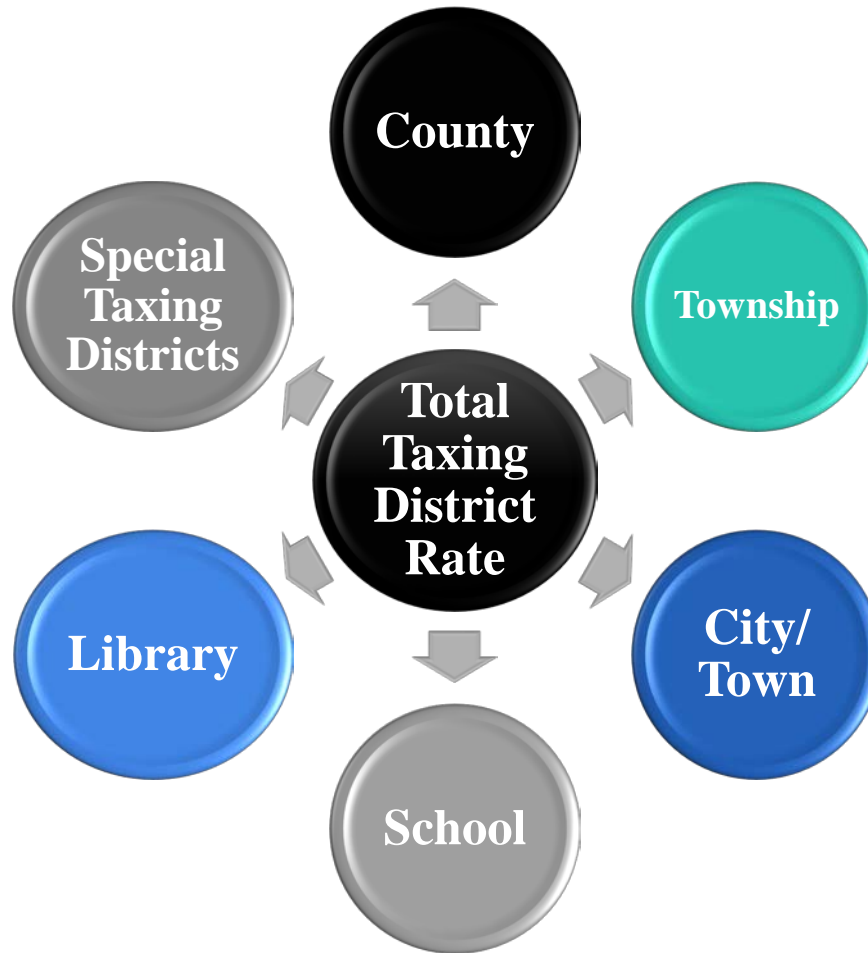 County
Special
Taxing
Districts
Township
Total
Taxing
District
Rate
Library
City/
Town
School